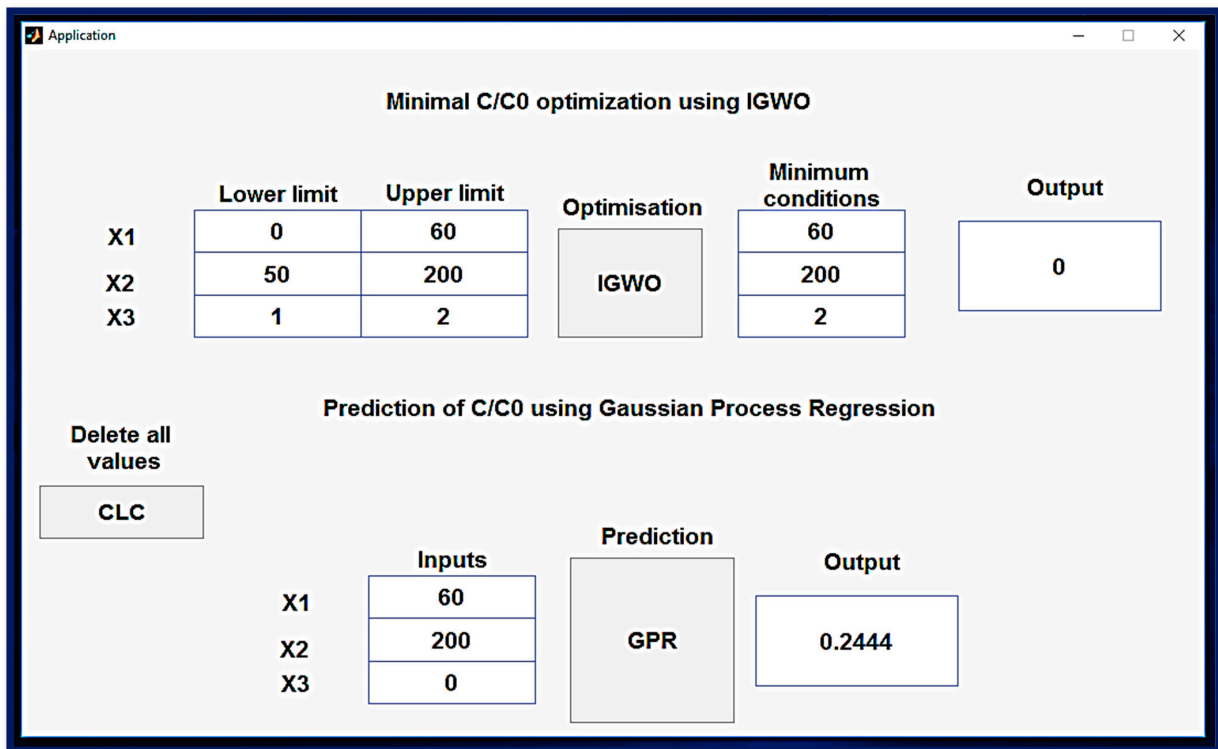 Application
Minimal C/C0 optimization using IGWO
Lower limit Upper limit Optimisation Minimum conditions Output
X1 0 60 60
X2 50 200 IGWO 200 0
X3 1 2 2
Prediction of C/C0 using Gaussian Process Regression
Delete all
values
CLC
Inputs Prediction Output
X1 60
X2 200 GPR 0.2444
X3 0